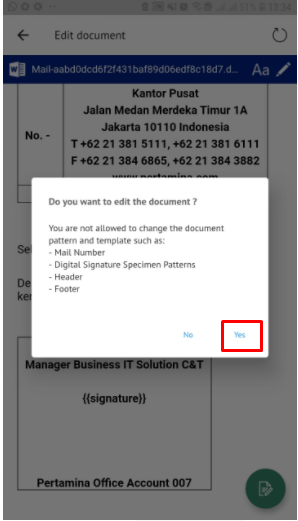 13:34
Edit document
Mail-aabd0dcd6f2f431baf89d06edf8c18d7.d... Aa
Kantor Pusat
Jalan Medan Merdeka Timur 1A
Jakarta 10110 Indonesia
No. -
T +62 21 381 5111, +62 21 381 6111
F +62 21 384 6865, +62 21 384 3882
www.pertamina.com
Do you want to edit the document ?
You are not allowed to change the document
pattern and template such as:
- Mail Number
- Digital Signature Specimen Patterns
- Header
- Footer
No Yes
Manager Business IT Solution C&T
{{signature}}
Pertamina Office Account 007